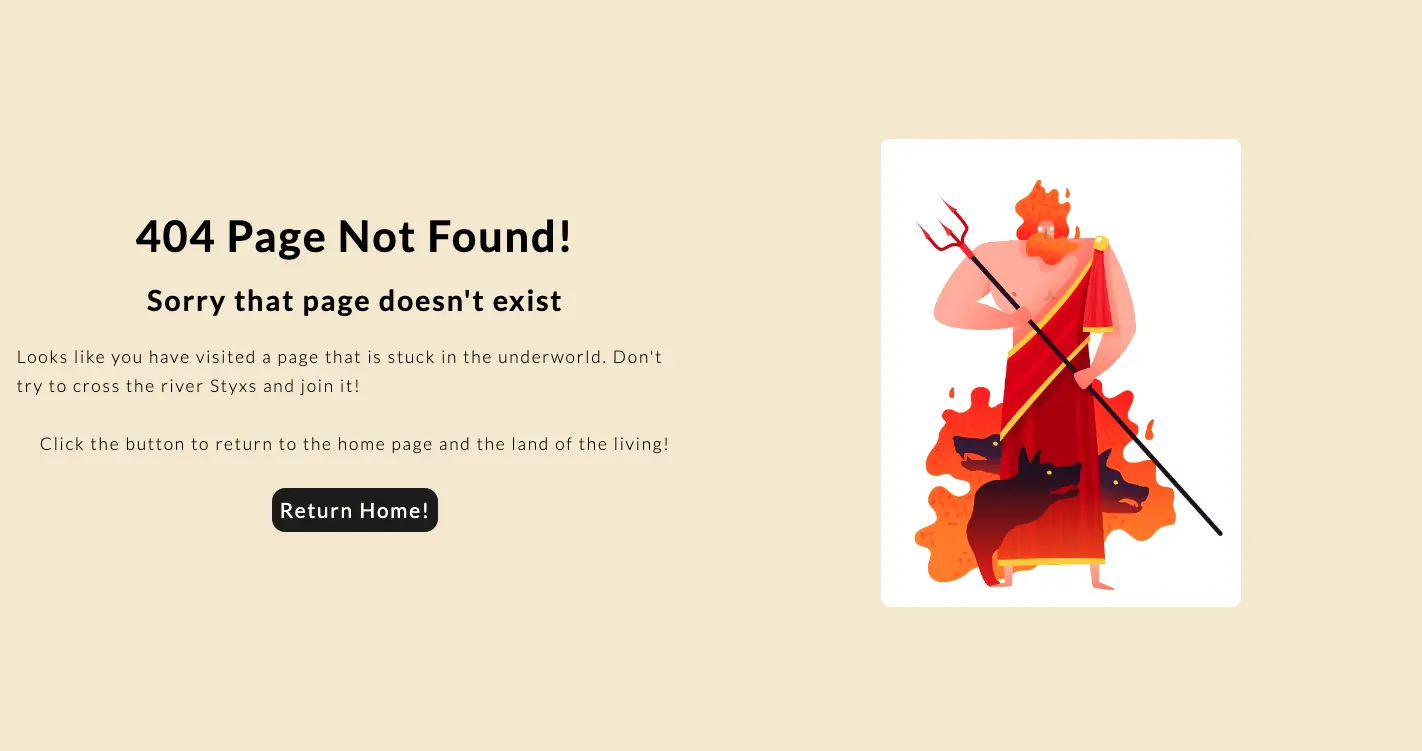 404 Page Not Found!
Sorry that page doesn't exist
Looks like you have visited a page that is stuck in the underworld. Don't
try to cross the river Styxs and join it!
Click the button to return to the home page and the land of the living!
Return Home!